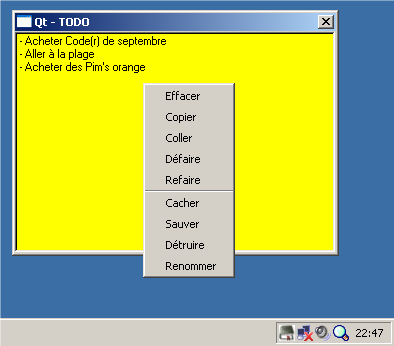 Qt - TODO
- Acheter Code(r) de septembre
- Aller à la plage
- Acheter des Pim's orange
Effacer
Copier
Coller
Défaire
Refaire
Cacher
Sauver
Détruire
Renommer
22:47